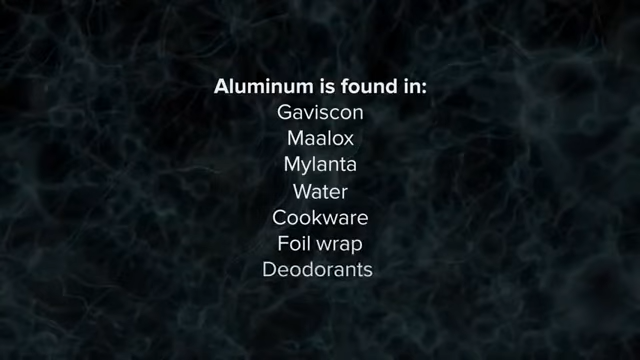 Aluminum is found in:
Gaviscon
Maalox
Mylanta
Water
Cookware
Foil wrap
Deodorants